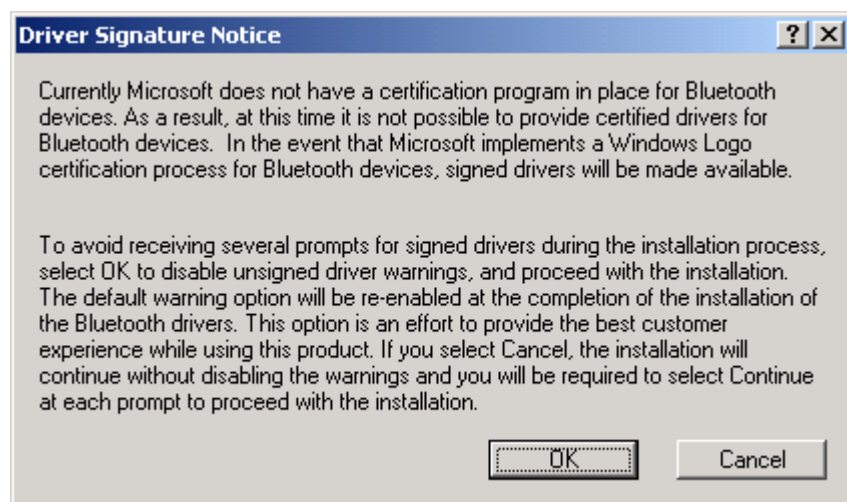 Driver Signature Notice
Currently Microsoft does not have a certification program in place for Bluetooth
devices. As a result, at this time it is not possible to provide certified drivers for
Bluetooth devices.  In the event that Microsoft implements a Windows Logo
certification process for Bluetooth devices, signed drivers will be made available.
To avoid receiving several prompts for signed drivers during the installation process,
select OK to disable unsigned driver warnings, and proceed with the installation.
The default warning option will be re-enabled at the completion of the installation of
the Bluetooth drivers. This option is an effort to provide the best customer
experience while using this product. If you select Cancel, the installation will
continue without disabling the warnings and you will be required to select Continue
at each prompt to proceed with the installation.
OK Cancel